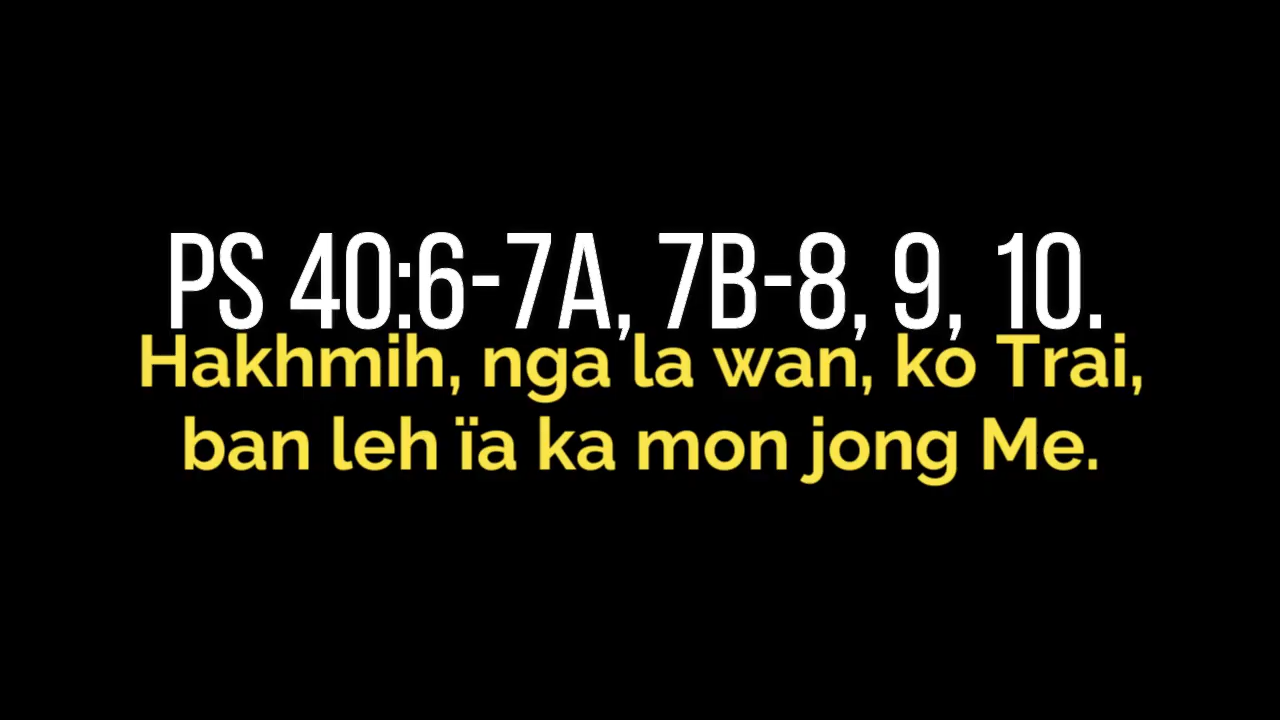 PS 40:6-7A, 7B-8, 9, 10.
Hakhmih, nga la wan, ko Trai,
ban leh ïa ka mon jong Me.